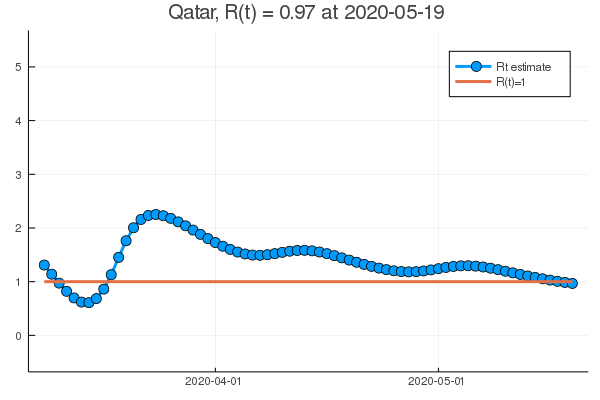 Qatar, R(t) = 0.97 at 2020-05-19
5
Rt estimate
R(t)=1
4
3
2
1
0
2020-04-01
2020-05-01